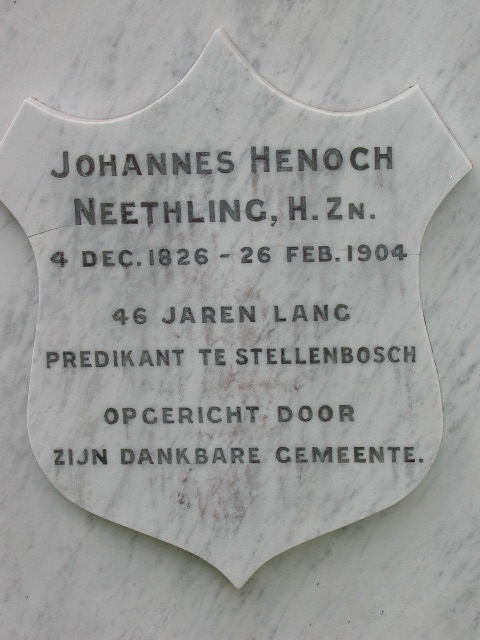 JOHANNES HENOCH
NEETHLING, H. ZN.
4 DEC. 1826 - 26 FEB. 1904
46 JAREN LANG
PREDIKANT TE STELLENBOSCH
OPGERICHT DOOR
ZIJN DANKBARE GEMEENTE.